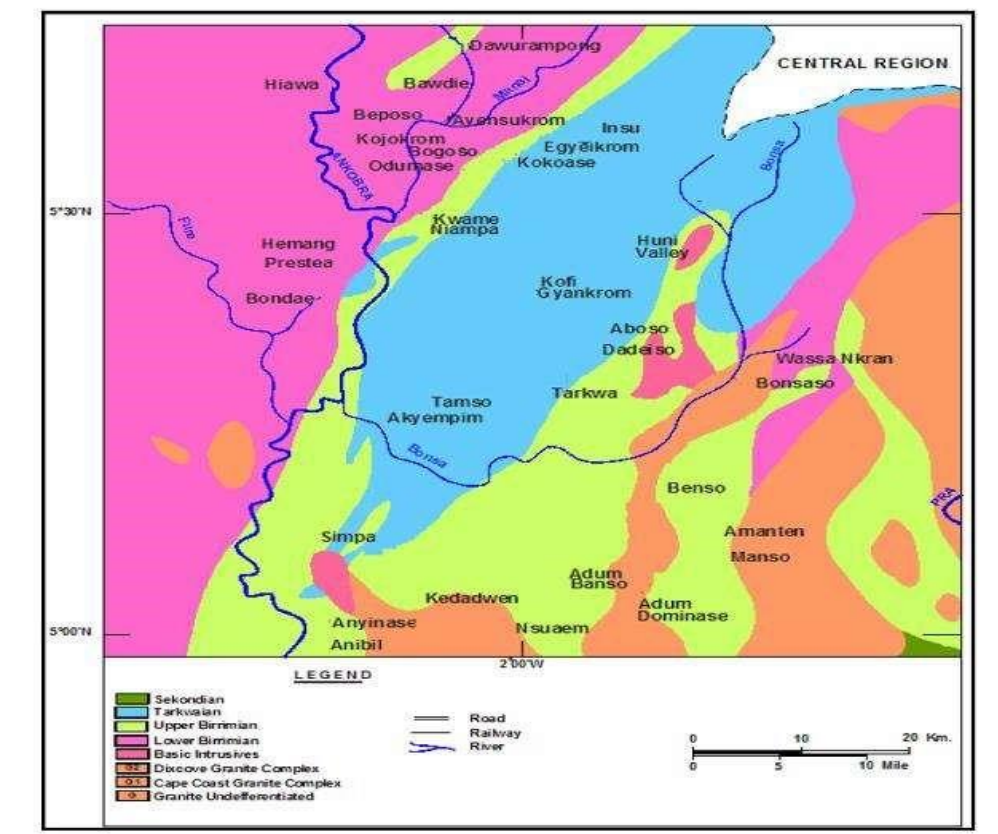 Dawurampong
CENTRAL REGION
Hiawa
Bawdie
Beposo
Ayensukrom
Insu
Kojokrom
Bogoso
Egyeikrom
Odumase
Kokoase
ANKOBRA
Bonsa
5°30'N
Kwame
Niampa
Huni
Valley
Hemang
Prestea
Kofi
Gyankrom
Bondae
Aboso
Dadeiso
Wassa Nkran
Bonsaso
Tarkwa
Tamso
Akyempim
Bonsa
Benso
PRA
Simpa
Amanten
Manso
Adum
Banso
Kedadwen
Adum
Dominase
Anyinase
Nsuaem
5°00'N
Anibil
2°00'W
LEGEND
Sekondian
Tarkwaian
Upper Birrimian
Lower Birrimian
Basic Intrusives
Dixcove Granite Complex
Cape Coast Granite Complex
G Granite Undefferentiated
Road
Railway
River
0 10 20 Km.
0 5 10 Mile